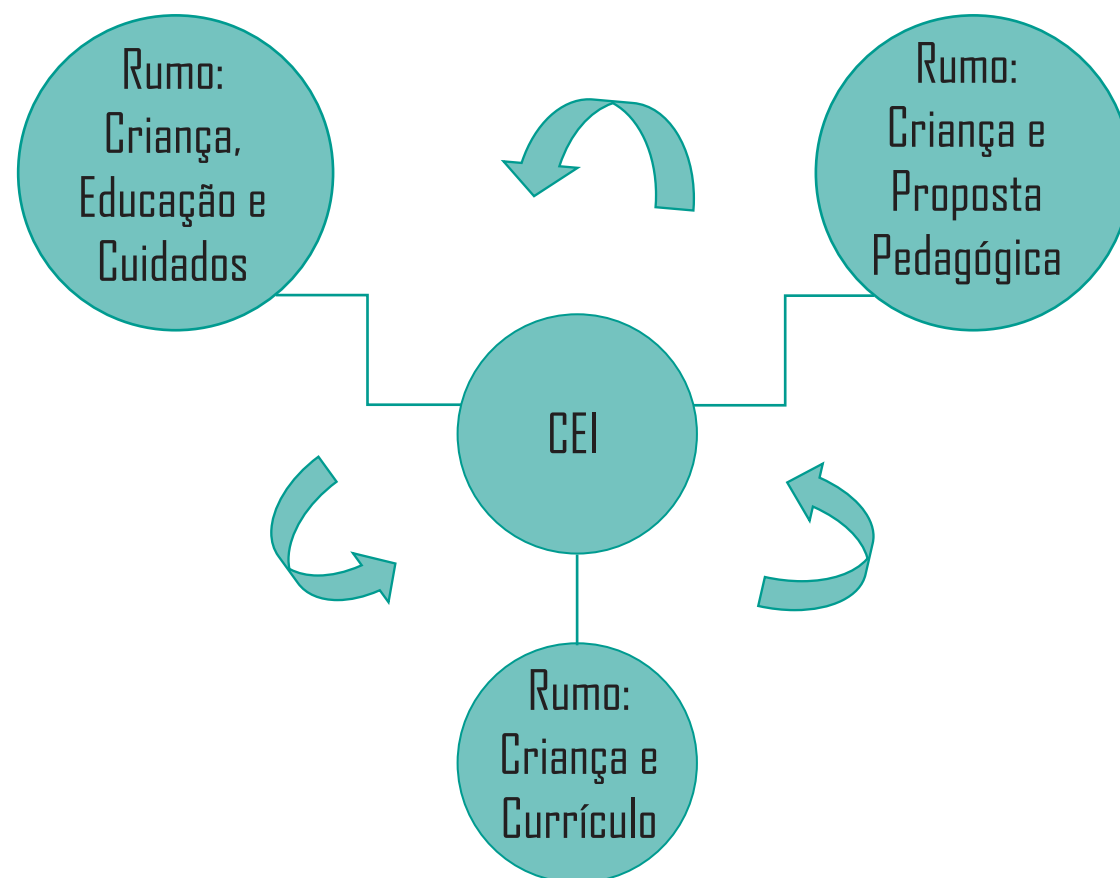 Rumo:
Criança,
Educação e
Cuidados
Rumo:
Criança e
Proposta
Pedagógica
CEI
Rumo:
Criança e
Currículo